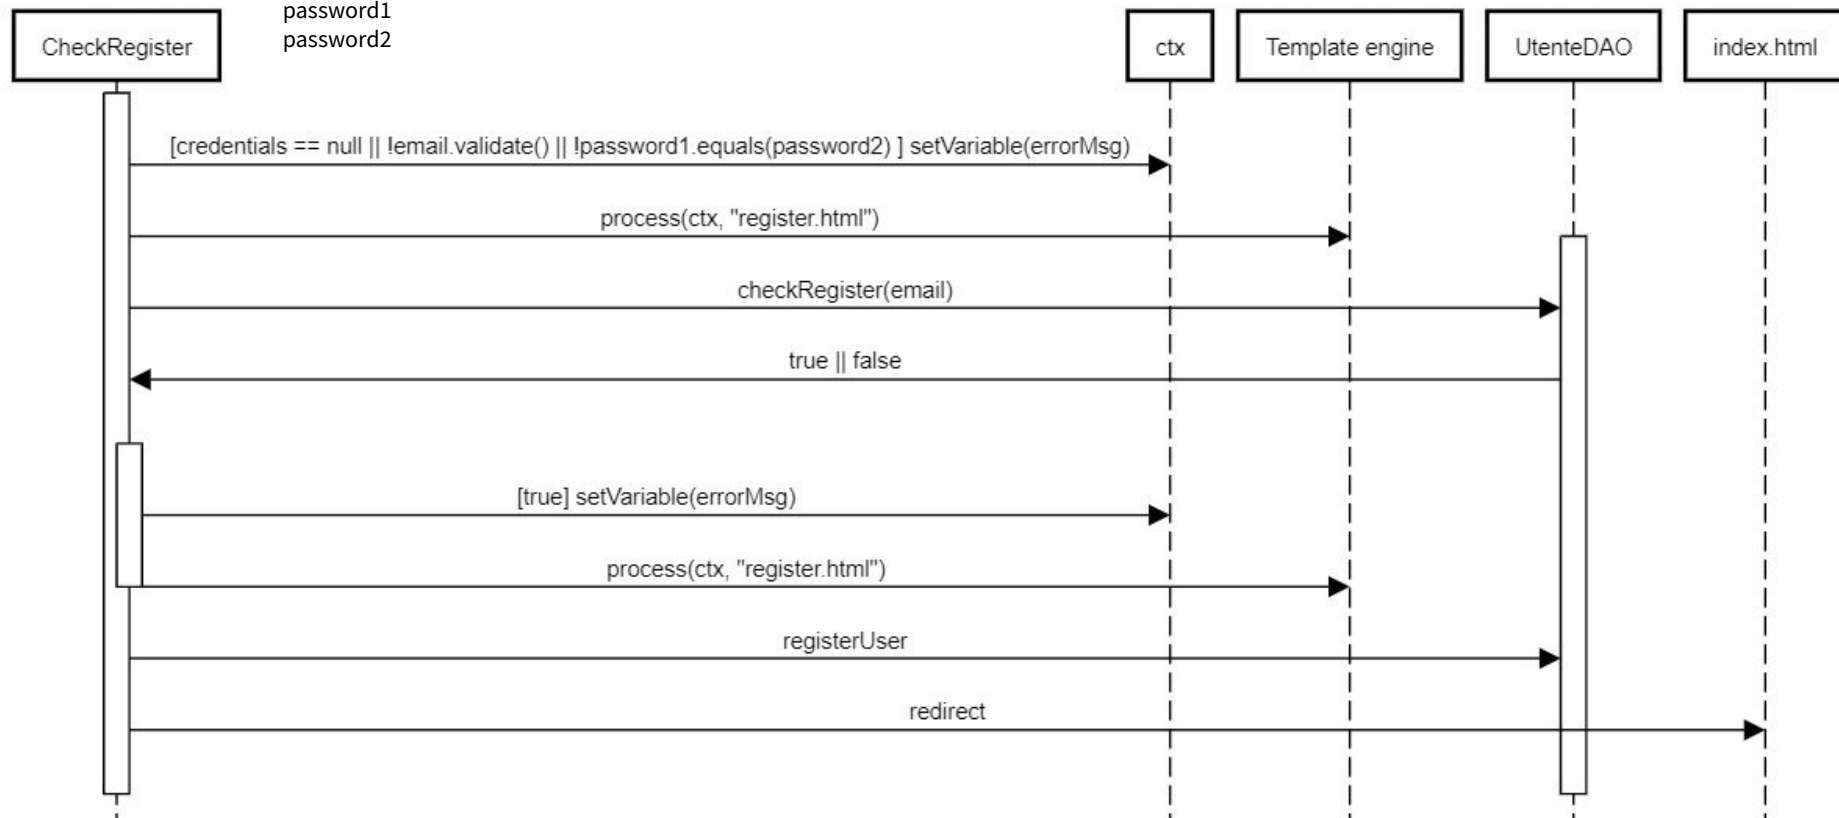 password1
password2
CheckRegister
ctx
Template engine
UtenteDAO
index.html
[credentials == null || !email.validate() || !password1.equals(password2) ] setVariable(errorMsg)
process(ctx, "register.html")
checkRegister(email)
true || false
[true] setVariable(errorMsg)
process(ctx, "register.html")
registerUser
redirect